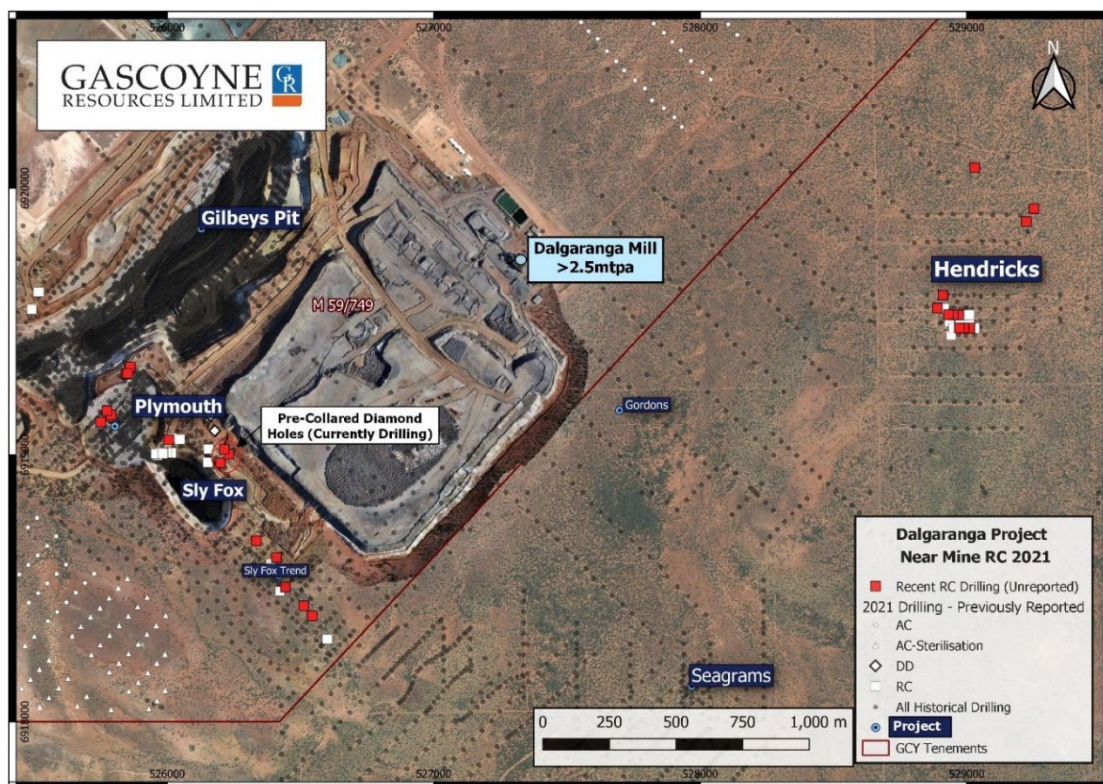 526000
527000
528000
529000
GASCOYNE
RESOURCES LIMITED
GR
N
6920000
6920000
Gilbeys Pit
Dalgaranga Mill
>2.5mtpa
Hendricks
M 59/749
Plymouth
Pre-Collared Diamond
Holes (Currently Drilling)
Gordons
6919000
6919000
Sly Fox
Sly Fox Trend
Seagrams
Dalgaranga Project
Near Mine RC 2021
Recent RC Drilling (Unreported)
2021 Drilling - Previously Reported
AC
AC-Sterilisation
DD
RC
All Historical Drilling
Project
GCY Tenements
0 250 500 750 1,000 m
6918000
526000
527000
528000
529000